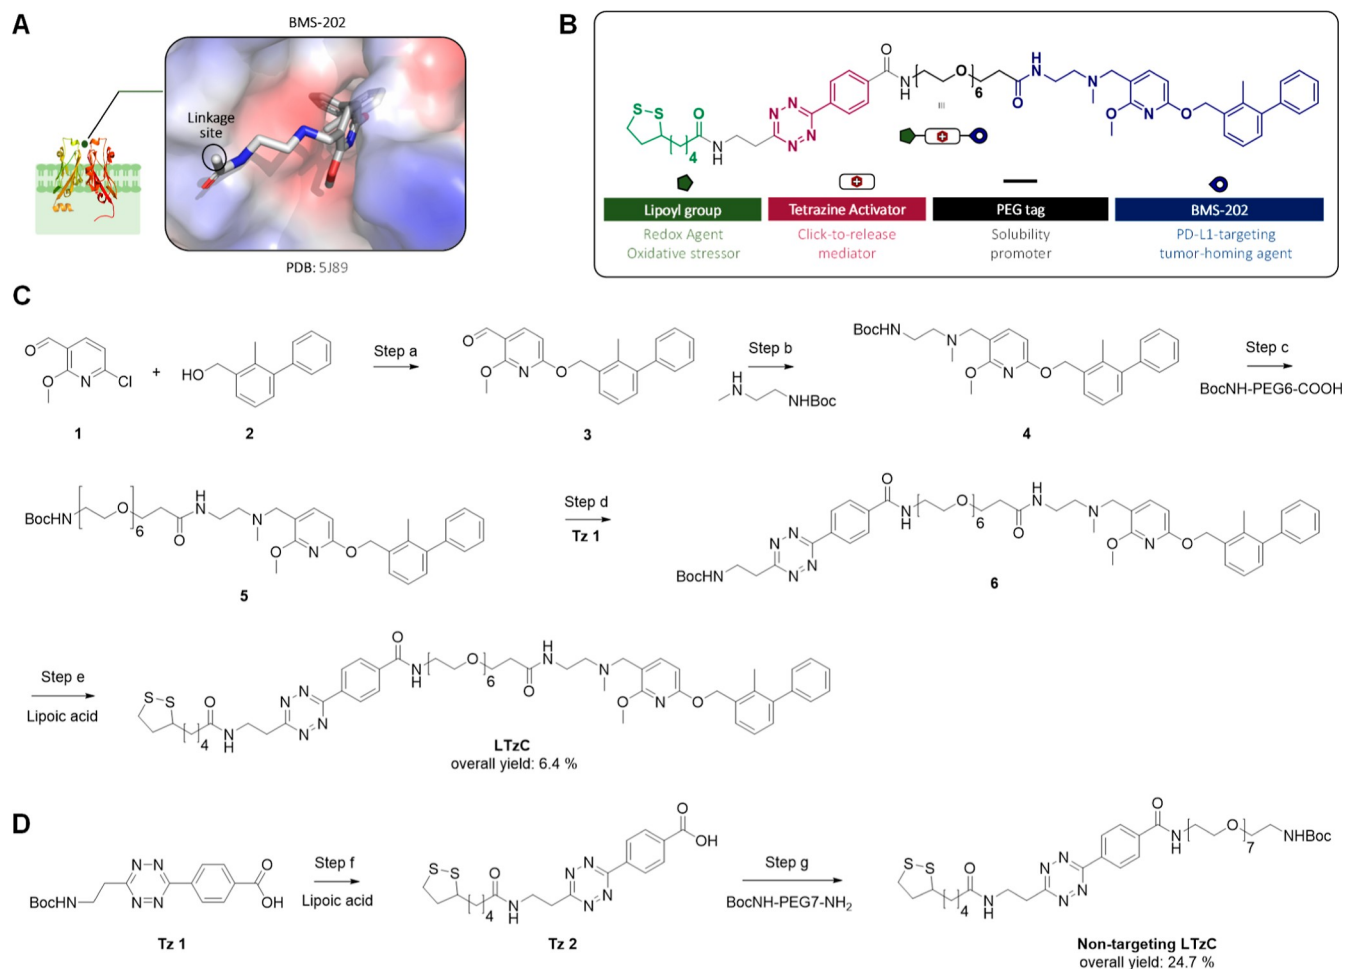 A
BMS-202
Linkage
site
PDB: 5J89
B
O
N
H
O
6
O
H
N
N
O
N
O
S
S
4
O
N
H
N
N
N
N
Lipoyl group
Redox Agent
Oxidative stressor
Tetrazine Activator
Click-to-release
mediator
PEG tag
Solubility
promoter
BMS-202
PD-L1-targeting
tumor-homing agent
C
O
O
N
Cl
1
+
HO
2
Step a
O
O
N
O
3
Step b
H
N
NHBoc
BocHN
N
O
N
O
4
Step c
BocNH-PEG6-COOH
BocHN
O
6
O
H
N
N
O
N
O
5
Step d
Tz 1
BocHN
N
N
N
N
O
N
H
O
6
O
H
N
N
O
N
O
6
Step e
Lipoic acid
S
S
4
O
N
H
N
N
N
N
O
N
H
O
6
O
H
N
N
O
N
O
LTzC
overall yield: 6.4 %
D
BocHN
N
N
N
N
O
OH
Tz 1
Step f
Lipoic acid
S
S
4
O
N
H
N
N
N
N
O
OH
Tz 2
Step g
BocNH-PEG7-NH₂
S
S
4
O
N
H
N
N
N
N
O
N
H
O
7
NHBoc
Non-targeting LTzC
overall yield: 24.7 %